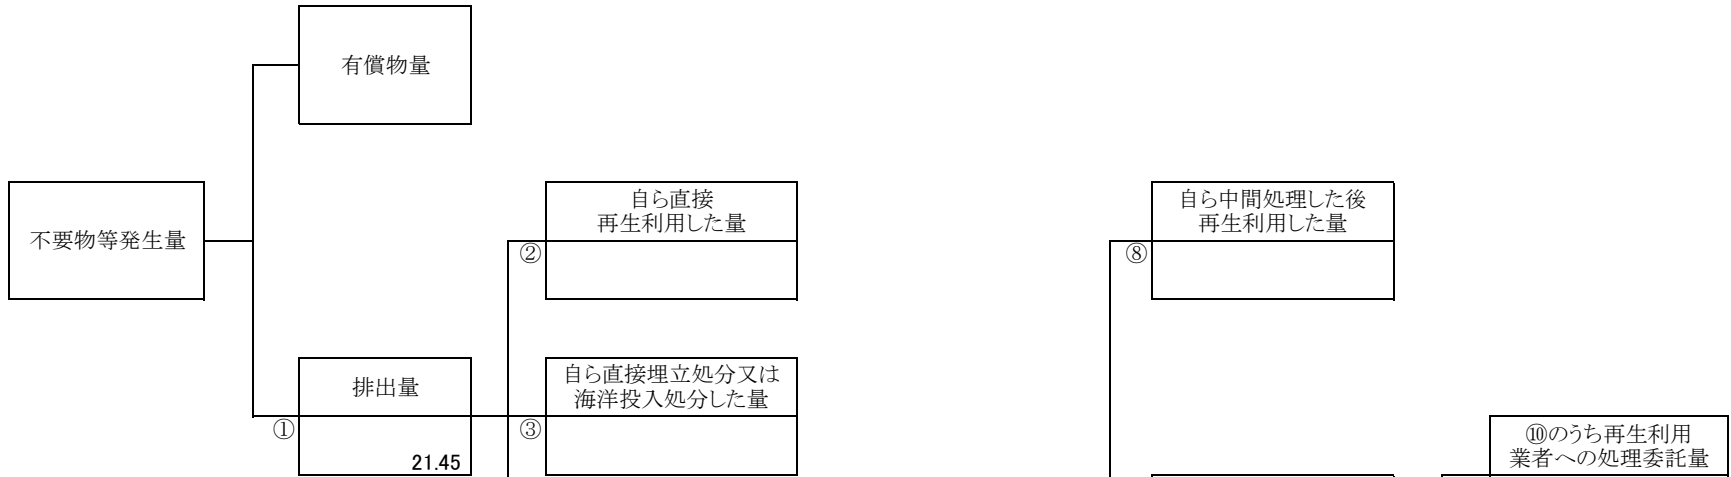 有償物量
不要物等発生量
自ら直接
再生利用した量
②
自ら中間処理した後
再生利用した量
⑧
排出量
①
21.45
自ら直接埋立処分又は
海洋投入処分した量
③
⑩のうち再生利用
業者への処理委託量